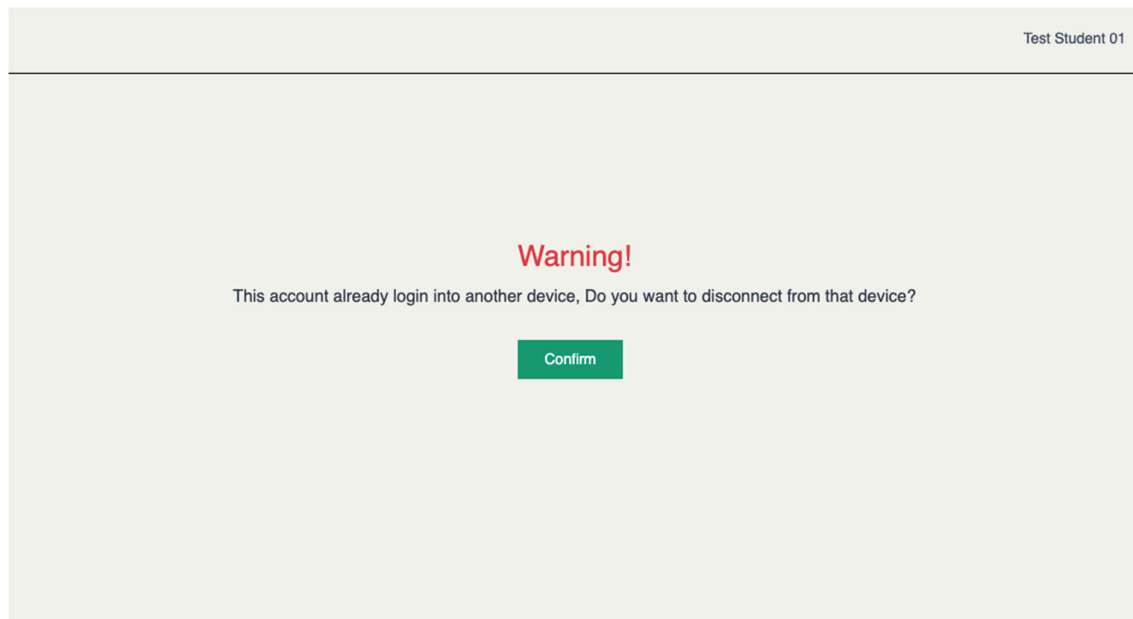 Test Student 01
Warning!
This account already login into another device, Do you want to disconnect from that device?
Confirm